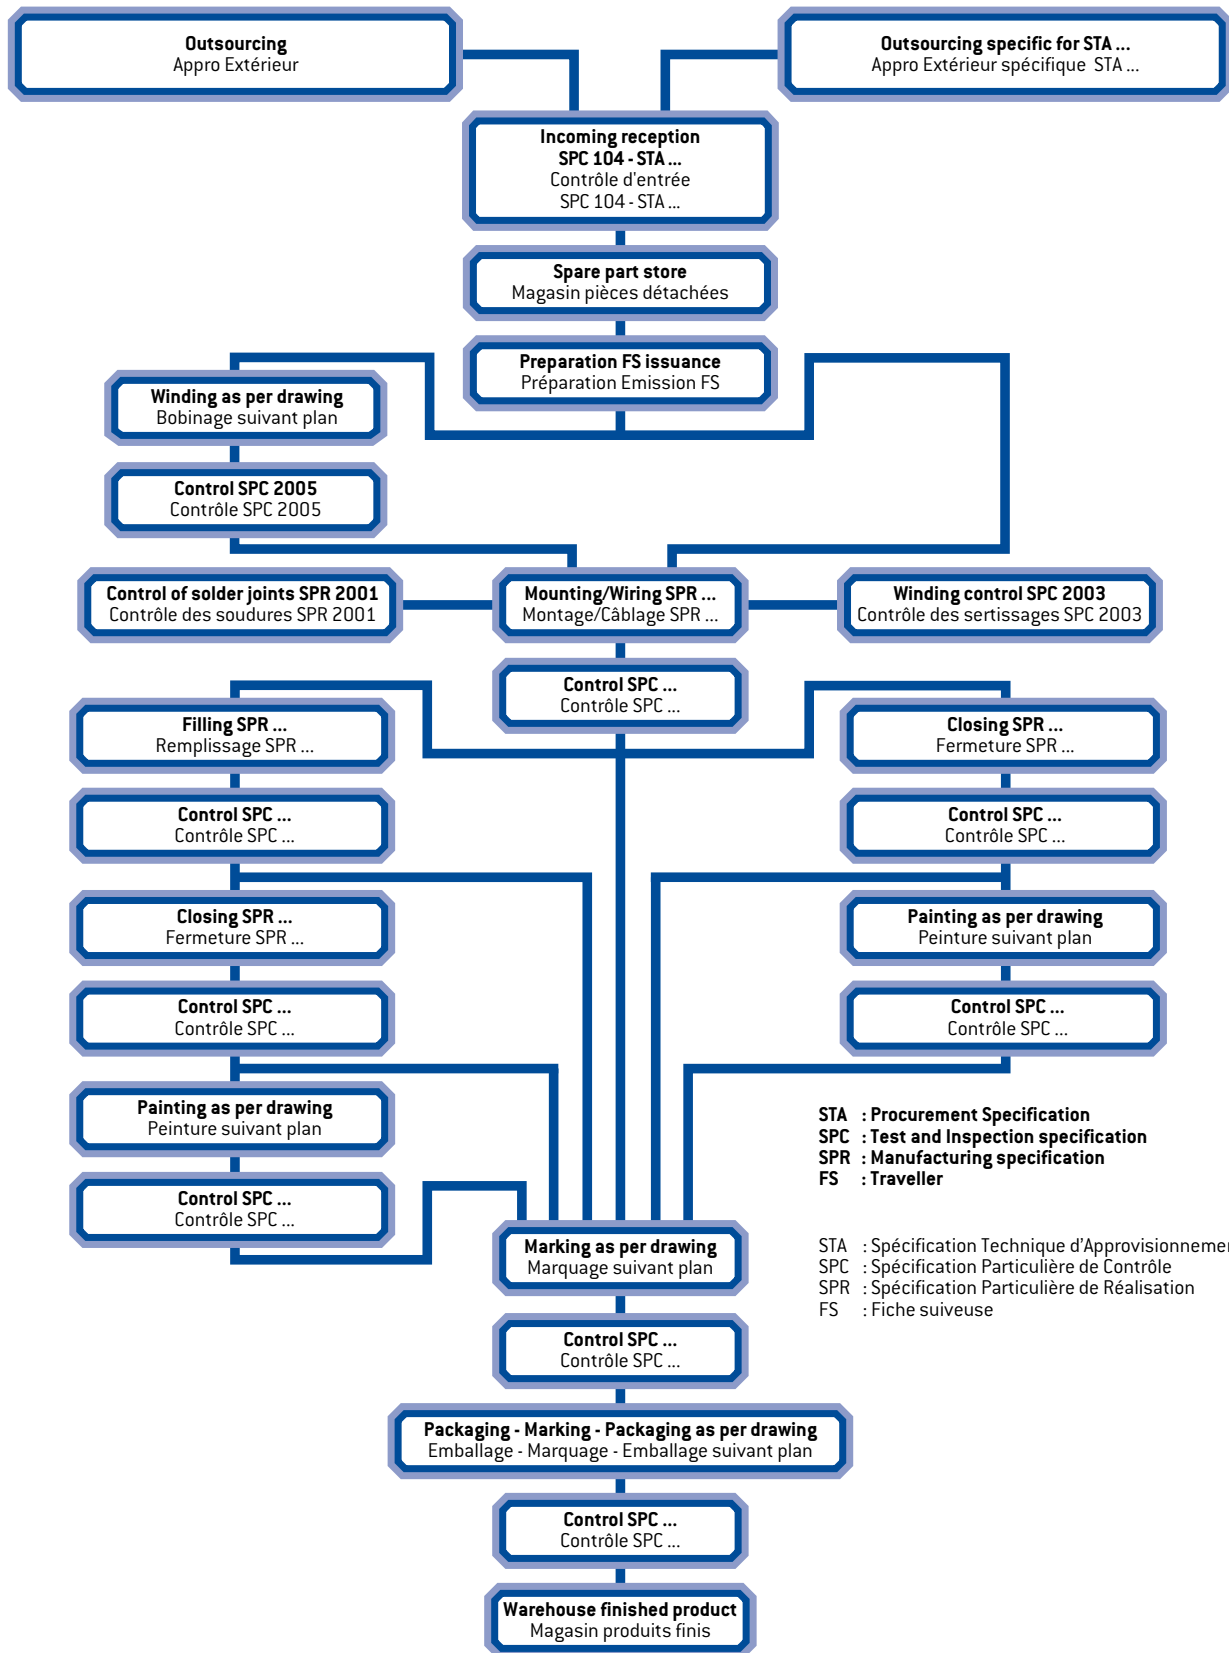 Outsourcing
Appro Extérieur
Outsourcing specific for STA ...
Appro Extérieur spécifique STA ...
Incoming reception
SPC 104 - STA ...
Contrôle d'entrée
SPC 104 - STA ...
Spare part store
Magasin pièces détachées
Preparation FS issuance
Préparation Emission FS
Winding as per drawing
Bobinage suivant plan
Control SPC 2005
Contrôle SPC 2005
Control of solder joints SPR 2001
Contrôle des soudures SPR 2001
Mounting/Wiring SPR ...
Montage/Câblage SPR ...
Winding control SPC 2003
Contrôle des sertissages SPC 2003
Control SPC ...
Contrôle SPC ...
Filling SPR ...
Remplissage SPR ...
Closing SPR ...
Fermeture SPR ...
Control SPC ...
Contrôle SPC ...
Control SPC ...
Contrôle SPC ...
Closing SPR ...
Fermeture SPR ...
Painting as per drawing
Peinture suivant plan
Control SPC ...
Contrôle SPC ...
Control SPC ...
Contrôle SPC ...
Painting as per drawing
Peinture suivant plan
Control SPC ...
Contrôle SPC ...
STA : Procurement Specification
SPC : Test and Inspection specification
SPR : Manufacturing specification
FS : Traveller
STA : Spécification Technique d'Approvisionnemer
SPC : Spécification Particulière de Contrôle
SPR : Spécification Particulière de Réalisation
FS : Fiche suiveuse
Marking as per drawing
Marquage suivant plan
Control SPC ...
Contrôle SPC ...
Packaging - Marking - Packaging as per drawing
Emballage - Marquage - Emballage suivant plan
Control SPC ...
Contrôle SPC ...
Warehouse finished product
Magasin produits finis